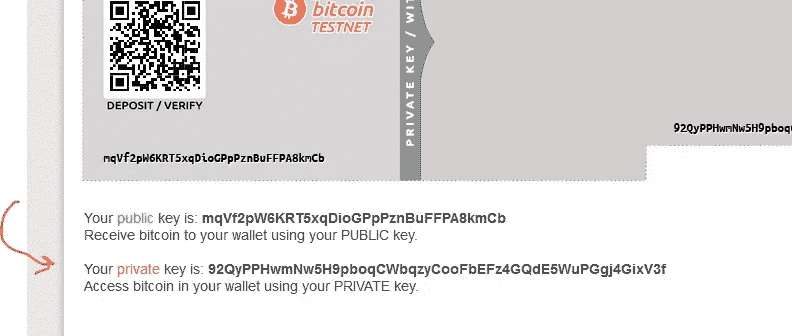 bitcoin
TESTNET
PRIVATE KEY /
DEPOSIT / VERIFY
92QyPPHwmNw5H9pboq
mqVf2pW6KRT5xqDioGPpPznBuFFPA8kmCb
Your public key is: mqVf2pW6KRT5xqDioGPpPznBuFFPA8kmCb
Receive bitcoin to your wallet using your PUBLIC key.
Your private key is: 92QyPPHwmNw5H9pboqCWbqzyCooFbEFz4GQdE5WuPGgj4GixV3f
Access bitcoin in your wallet using your PRIVATE key.